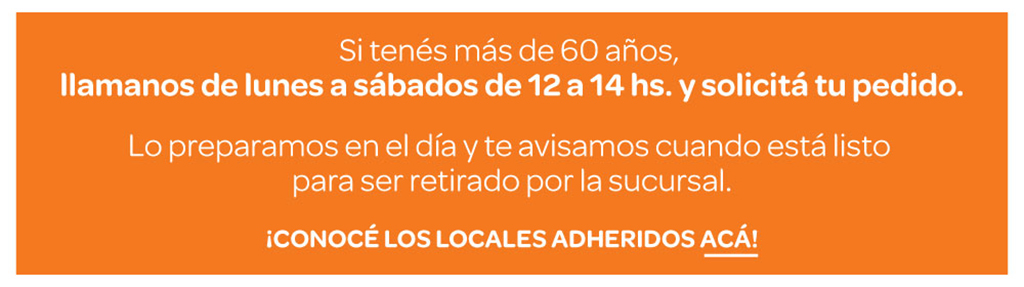 Si tenés más de 60 años,
llamanos de lunes a sábados de 12 a 14 hs. y solicitá tu pedido.
Lo preparamos en el día y te avisamos cuando está listo
para ser retirado por la sucursal.
¡CONOCÉ LOS LOCALES ADHERIDOS ACÁ!